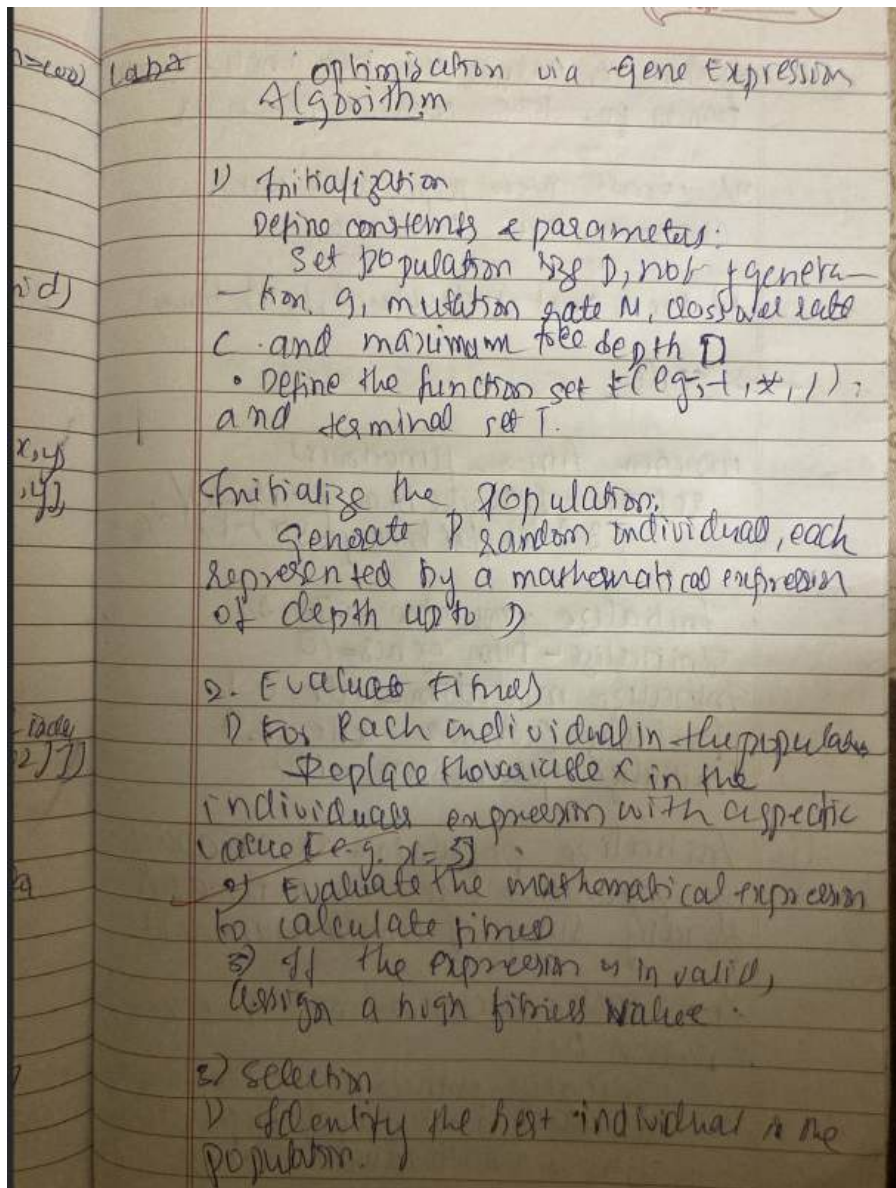 n=100)
Lab 7
Optimization via Gene Expression
Algorithm
1) Initialization
Define constants & parameters:
Set population size P, no of genera-
-tion G, mutation rate M, crossover rate
C and maximum tree depth D
• Define the function set F(eg, +, *, /):
and terminal set T.
x,y)
,y],
Initialize the population:
Generate P random individuals, each
represented by a mathematical expression
of depth up to D
2. Evaluate Fitness
1) For Each individual in the population
Replace the variable x in the
individuals expression with a specific
value [e.g. x=5]
2) Evaluate the mathematical expression
to calculate fitness
3) If the expression is invalid,
assign a high fitness value.
3) Selection
1) Identify the best individual in the
population.